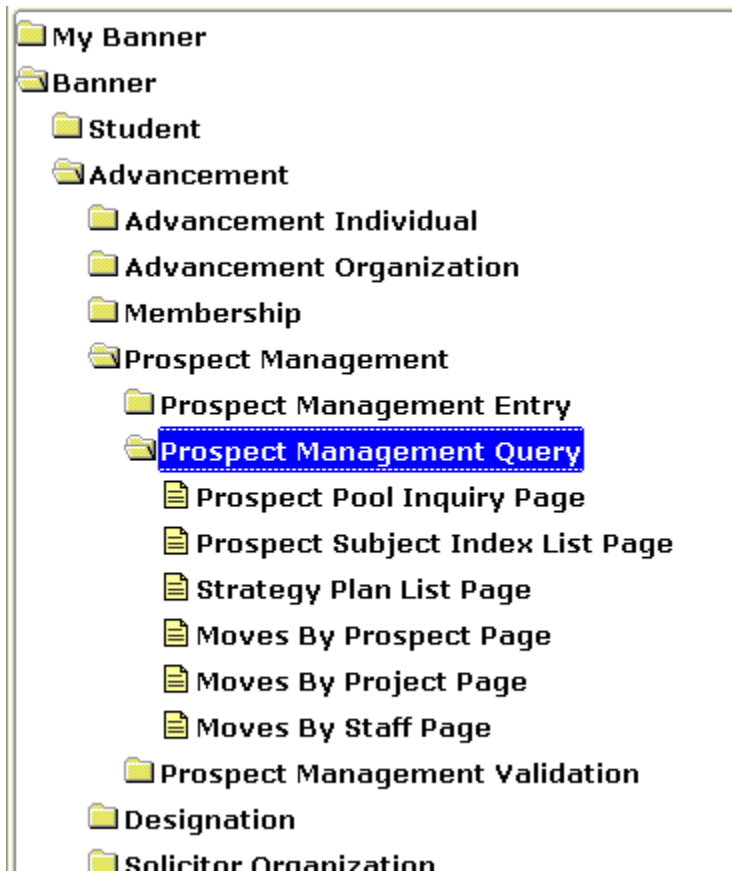 My Banner
Banner
Student
Advancement
Advancement Individual
Advancement Organization
Membership
Prospect Management
Prospect Management Entry
Prospect Management Query
Prospect Pool Inquiry Page
Prospect Subject Index List Page
Strategy Plan List Page
Moves By Prospect Page
Moves By Project Page
Moves By Staff Page
Prospect Management Validation
Designation
Solicitor Organization